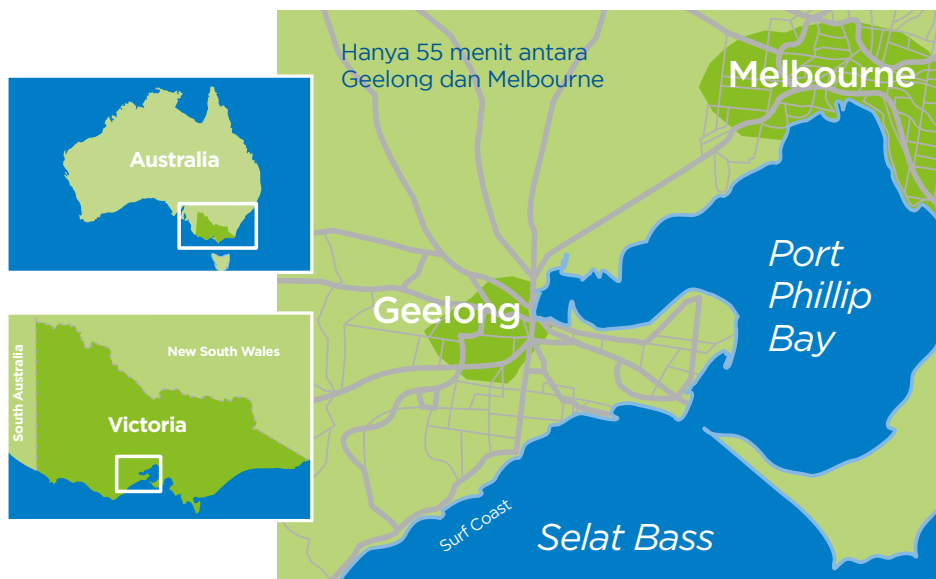 Hanya 55 menit antara
Geelong dan Melbourne
Melbourne
Australia
Port
Phillip
Bay
Geelong
New South Wales
South Australia
Victoria
Surf Coast
Selat Bass